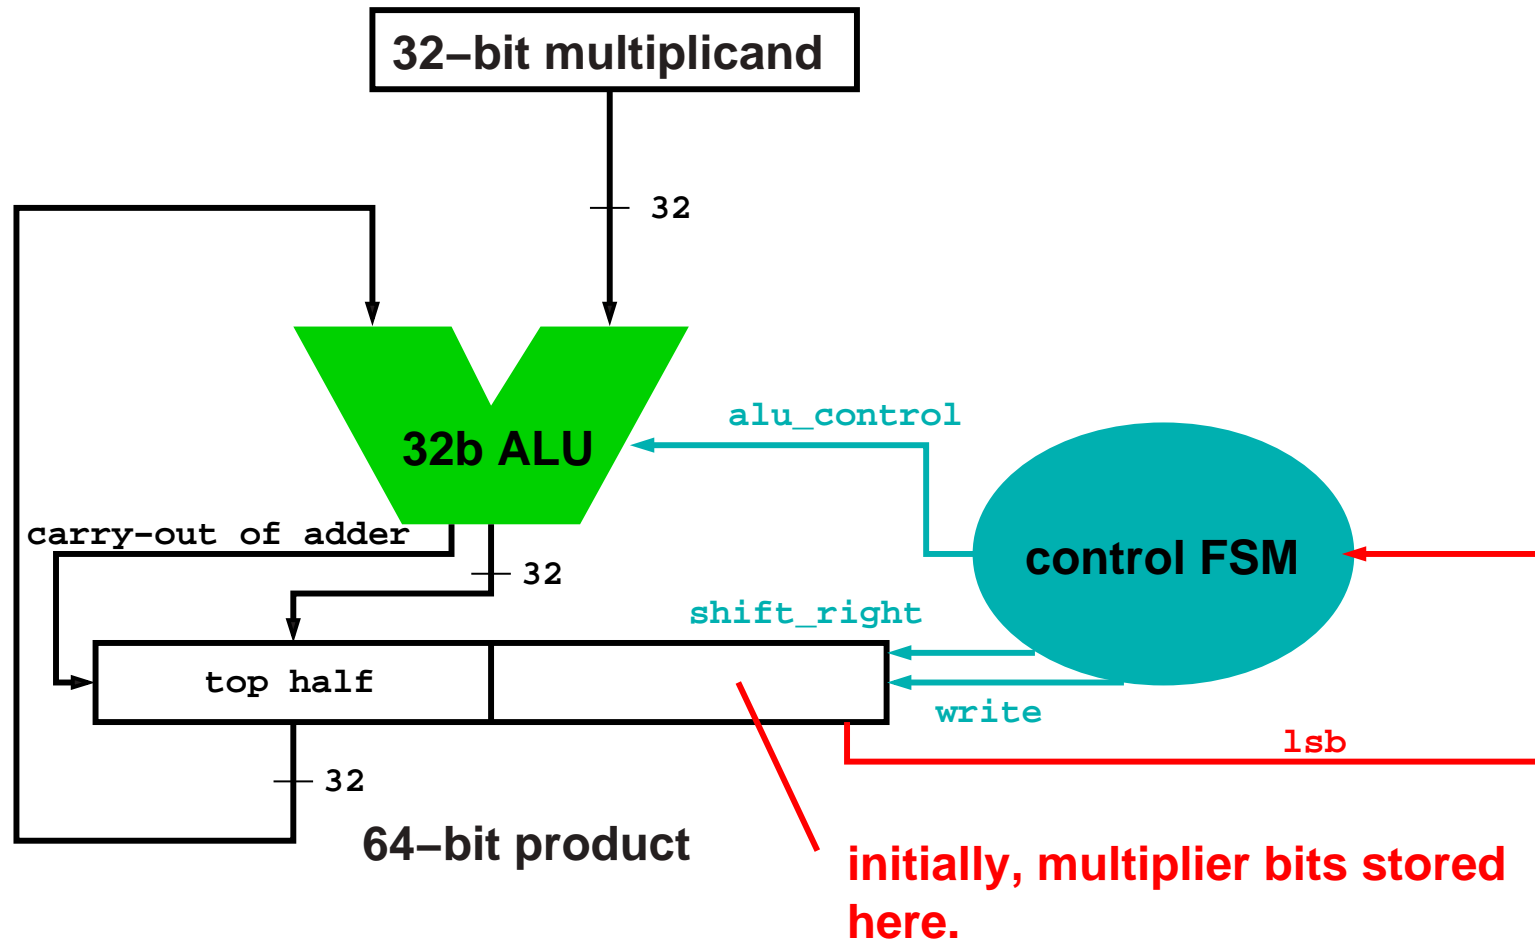 32–bit multiplicand
32
alu_control
32b ALU
carry–out of adder
control FSM
32
shift_right
top half
write
lsb
32
64–bit product
initially, multiplier bits stored
here.